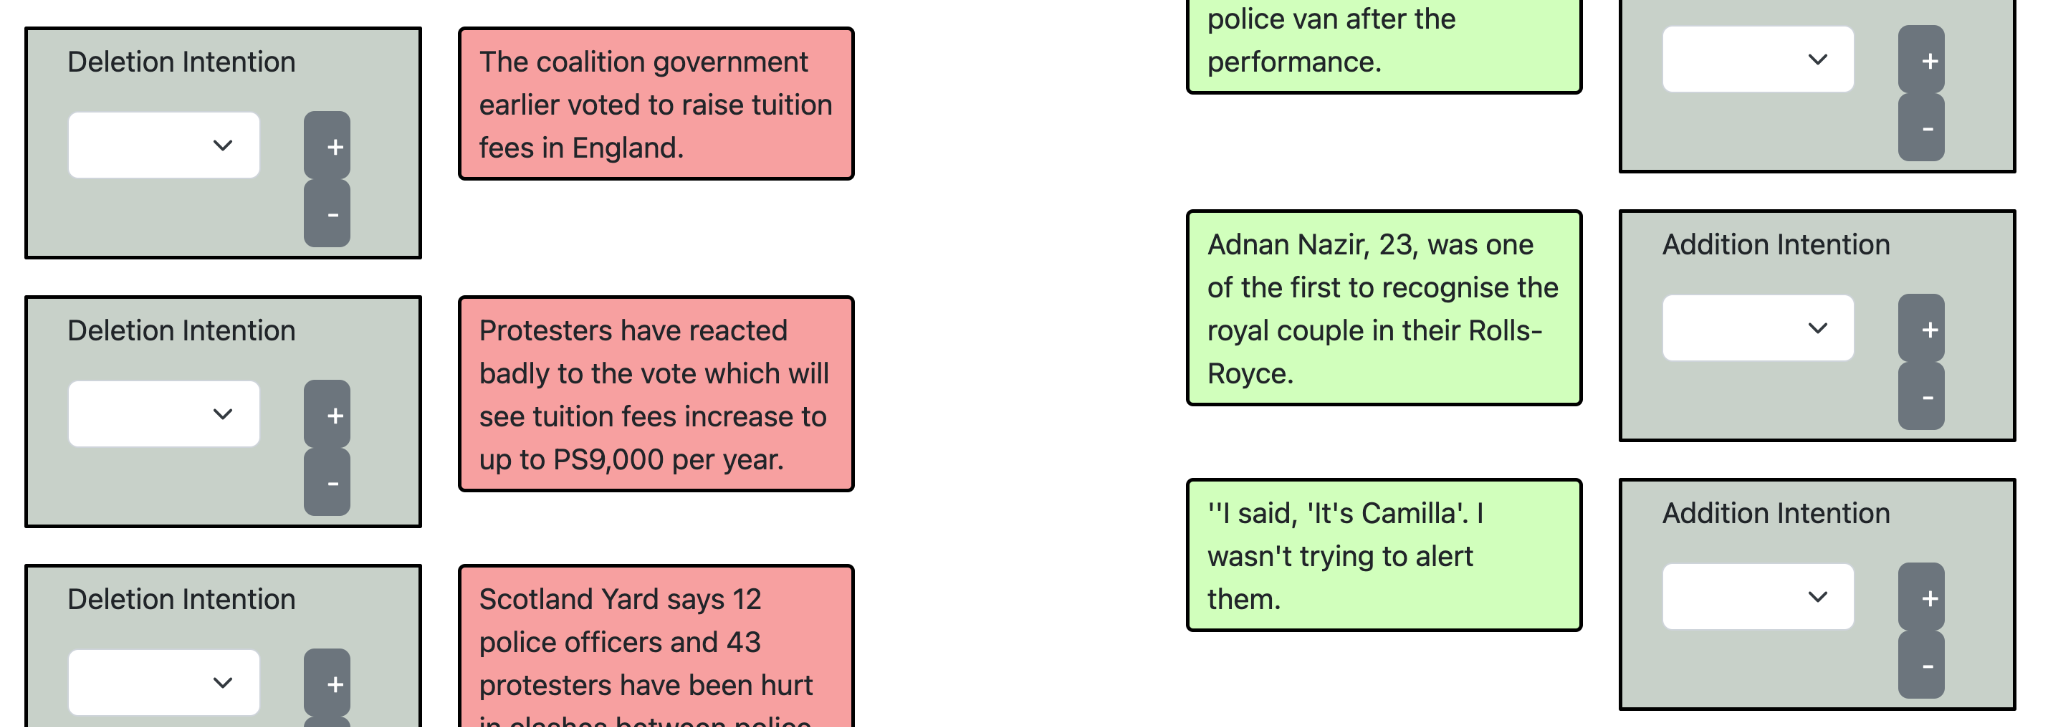 Deletion Intention
+
-
The coalition government
earlier voted to raise tuition
fees in England.
Deletion Intention
+
-
Protesters have reacted
badly to the vote which will
see tuition fees increase to
up to PS9,000 per year.
Deletion Intention
+
Scotland Yard says 12
police officers and 43
protesters have been hurt
in clashes between police
police van after the
performance.
+
-
Adnan Nazir, 23, was one
of the first to recognise the
royal couple in their Rolls-
Royce.
Addition Intention
+
-
''I said, 'It's Camilla'. I
wasn't trying to alert
them.
Addition Intention
+
-